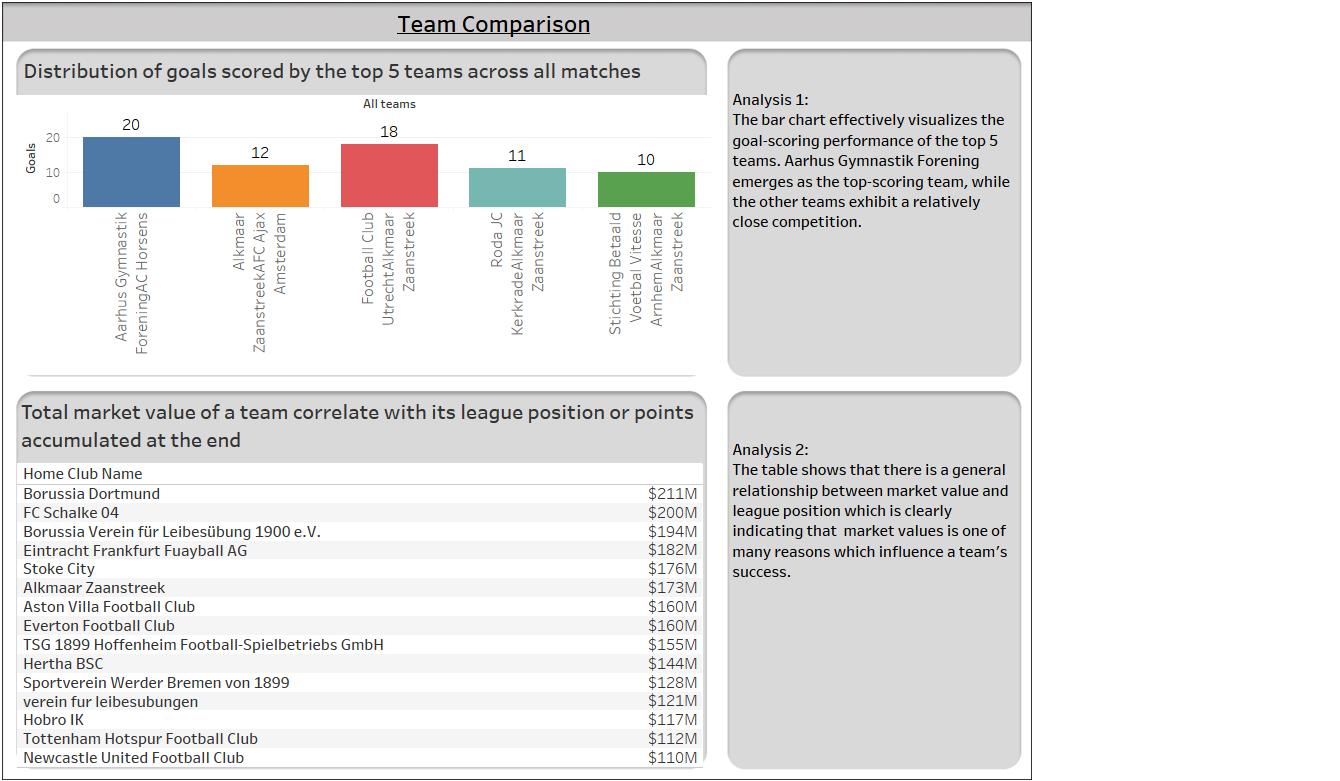 Team Comparison
Distribution of goals scored by the top 5 teams across all matches
All teams
Goals
20
10
0
20
12
18
11
10
Aarhus Gymnastik
ForeningAC Horsens
Alkmaar
ZaanstreekAFC Ajax
Amsterdam
Football Club
UtrechtAlkmaar
Zaanstreek
Roda JC
KerkradeAlkmaar
Zaanstreek
Stichting Betaald
Voetbal Vitesse
ArnhemAlkmaar
Zaanstreek
Analysis 1:
The bar chart effectively visualizes the
goal-scoring performance of the top 5
teams. Aarhus Gymnastik Forening
emerges as the top-scoring team, while
the other teams exhibit a relatively
close competition.
Total market value of a team correlate with its league position or points
accumulated at the end
Home Club Name
Borussia Dortmund $211M
FC Schalke 04 $200M
Borussia Verein für Leibesübung 1900 e.V. $194M
Eintracht Frankfurt Fuayball AG $182M
Stoke City $176M
Alkmaar Zaanstreek $173M
Aston Villa Football Club $160M
Everton Football Club $160M
TSG 1899 Hoffenheim Football-Spielbetriebs GmbH $155M
Hertha BSC $144M
Sportverein Werder Bremen von 1899 $128M
verein fur leibesubungen $121M
Hobro IK $117M
Tottenham Hotspur Football Club $112M
Newcastle United Football Club $110M
Analysis 2:
The table shows that there is a general
relationship between market value and
league position which is clearly
indicating that  market values is one of
many reasons which influence a team's
success.